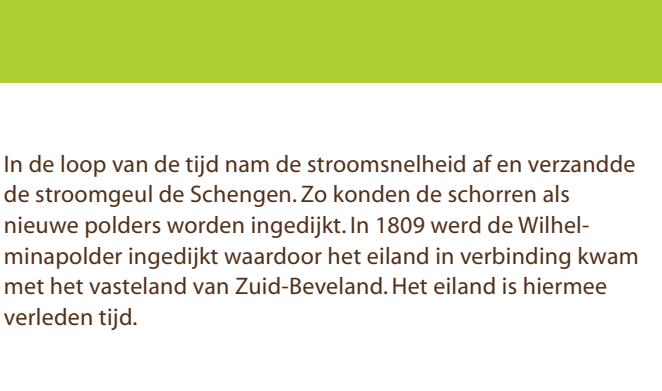 In de loop van de tijd nam de stroomsnelheid af en verzandde
de stroomgeul de Schengen. Zo konden de schorren als
nieuwe polders worden ingedijkt. In 1809 werd de Wilhel-
minapolder ingedijkt waardoor het eiland in verbinding kwam
met het vasteland van Zuid-Beveland. Het eiland is hiermee
verleden tijd.